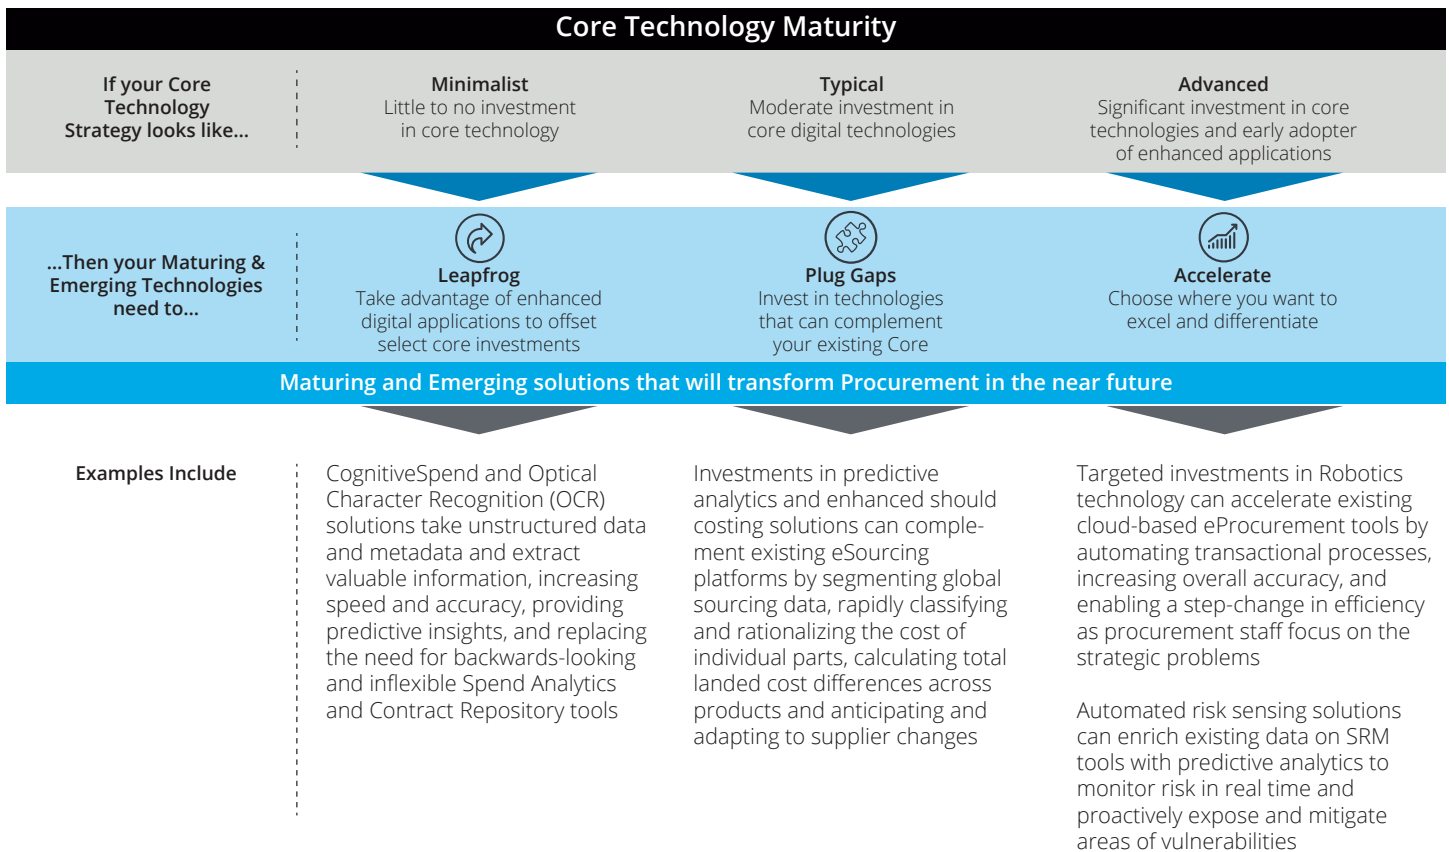 Core Technology Maturity
If your Core
Technology
Strategy looks like...
Minimalist
Little to no investment
in core technology
Typical
Moderate investment in
core digital technologies
Advanced
Significant investment in core
technologies and early adopter
of enhanced applications
...Then your Maturing &
Emerging Technologies
need to...
Leapfrog
Take advantage of enhanced
digital applications to offset
select core investments
Plug Gaps
Invest in technologies
that can complement
your existing Core
Accelerate
Choose where you want to
excel and differentiate
Maturing and Emerging solutions that will transform Procurement in the near future
Examples Include
CognitiveSpend and Optical
Character Recognition (OCR)
solutions take unstructured data
and metadata and extract
valuable information, increasing
speed and accuracy, providing
predictive insights, and replacing
the need for backwards-looking
and inflexible Spend Analytics
and Contract Repository tools
Investments in predictive
analytics and enhanced should
costing solutions can comple-
ment existing eSourcing
platforms by segmenting global
sourcing data, rapidly classifying
and rationalizing the cost of
individual parts, calculating total
landed cost differences across
products and anticipating and
adapting to supplier changes
Targeted investments in Robotics
technology can accelerate existing
cloud-based eProcurement tools by
automating transactional processes,
increasing overall accuracy, and
enabling a step-change in efficiency
as procurement staff focus on the
strategic problems
Automated risk sensing solutions
can enrich existing data on SRM
tools with predictive analytics to
monitor risk in real time and
proactively expose and mitigate
areas of vulnerabilities